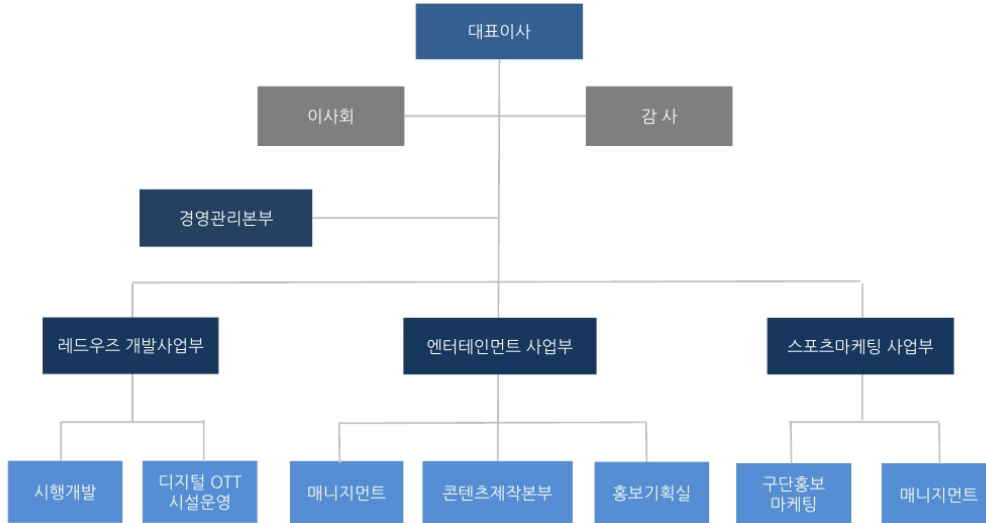 대표이사
이사회
감 사
경영관리본부
레드우즈 개발사업부
엔터테인먼트 사업부
스포츠마케팅 사업부
시행개발
디지털 OTT
시설운영
매니지먼트
콘텐츠제작본부
홍보기획실
구단홍보
마케팅
매니지먼트